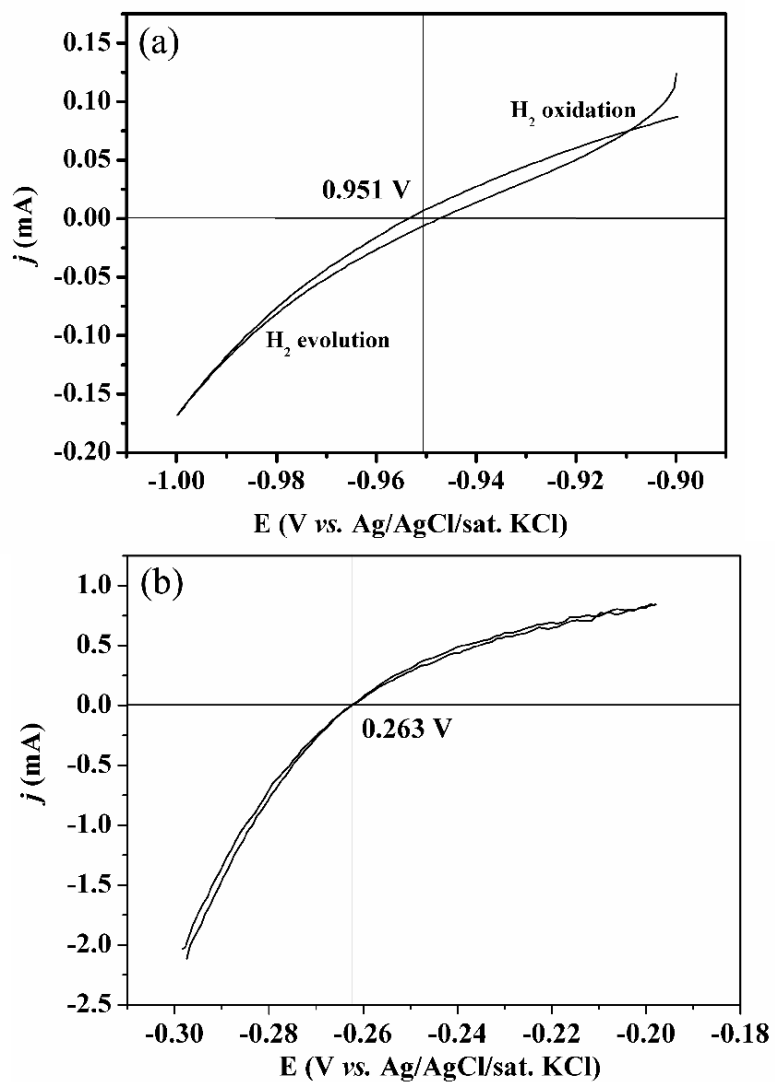 (a)
0.15
0.10
0.05
0.00
-0.05
-0.10
-0.15
-0.20
j (mA)
H2 oxidation
0.951 V
H2 evolution
-1.00 -0.98 -0.96 -0.94 -0.92 -0.90
E (V vs. Ag/AgCl/sat. KCl)
(b)
1.0
0.5
0.0
-0.5
-1.0
-1.5
-2.0
-2.5
j (mA)
0.263 V
-0.30 -0.28 -0.26 -0.24 -0.22 -0.20 -0.18
E (V vs. Ag/AgCl/sat. KCl)